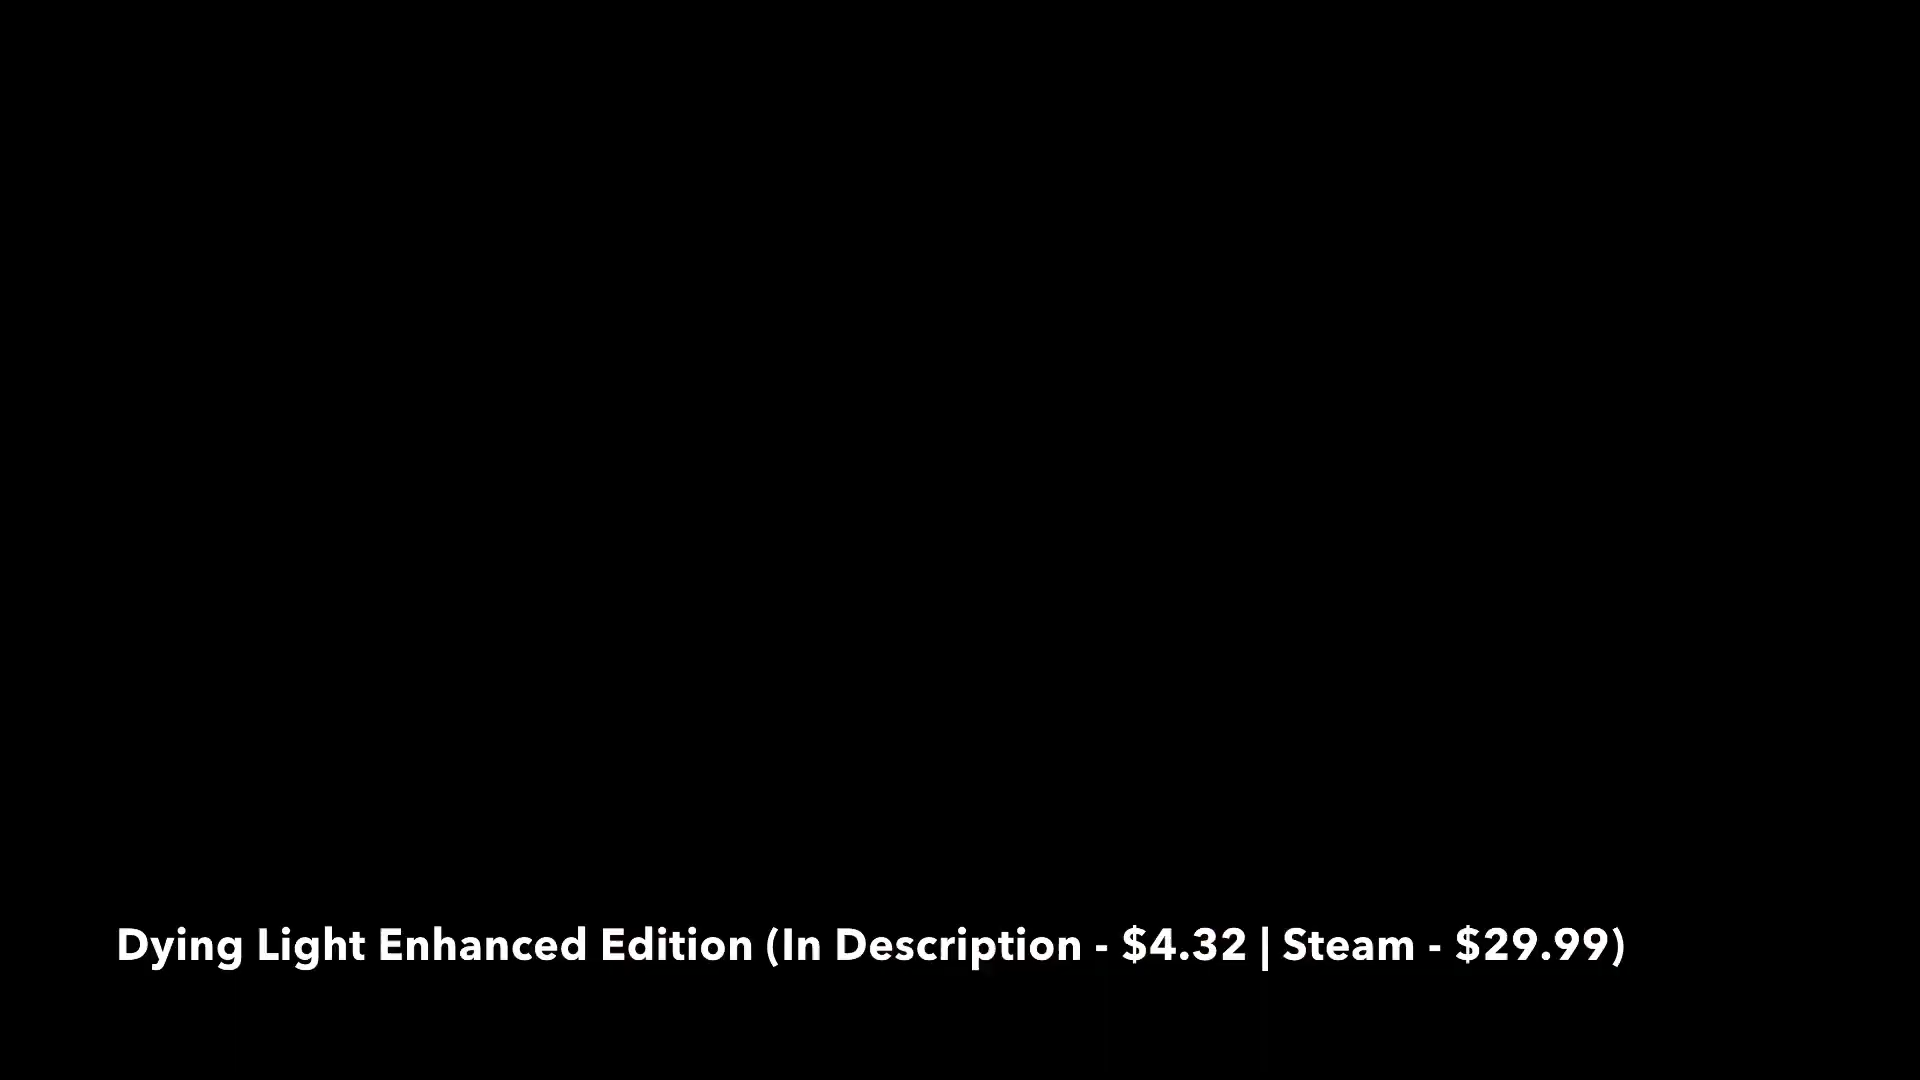 Dying Light Enhanced Edition (In Description - $4.32 | Steam - $29.99)